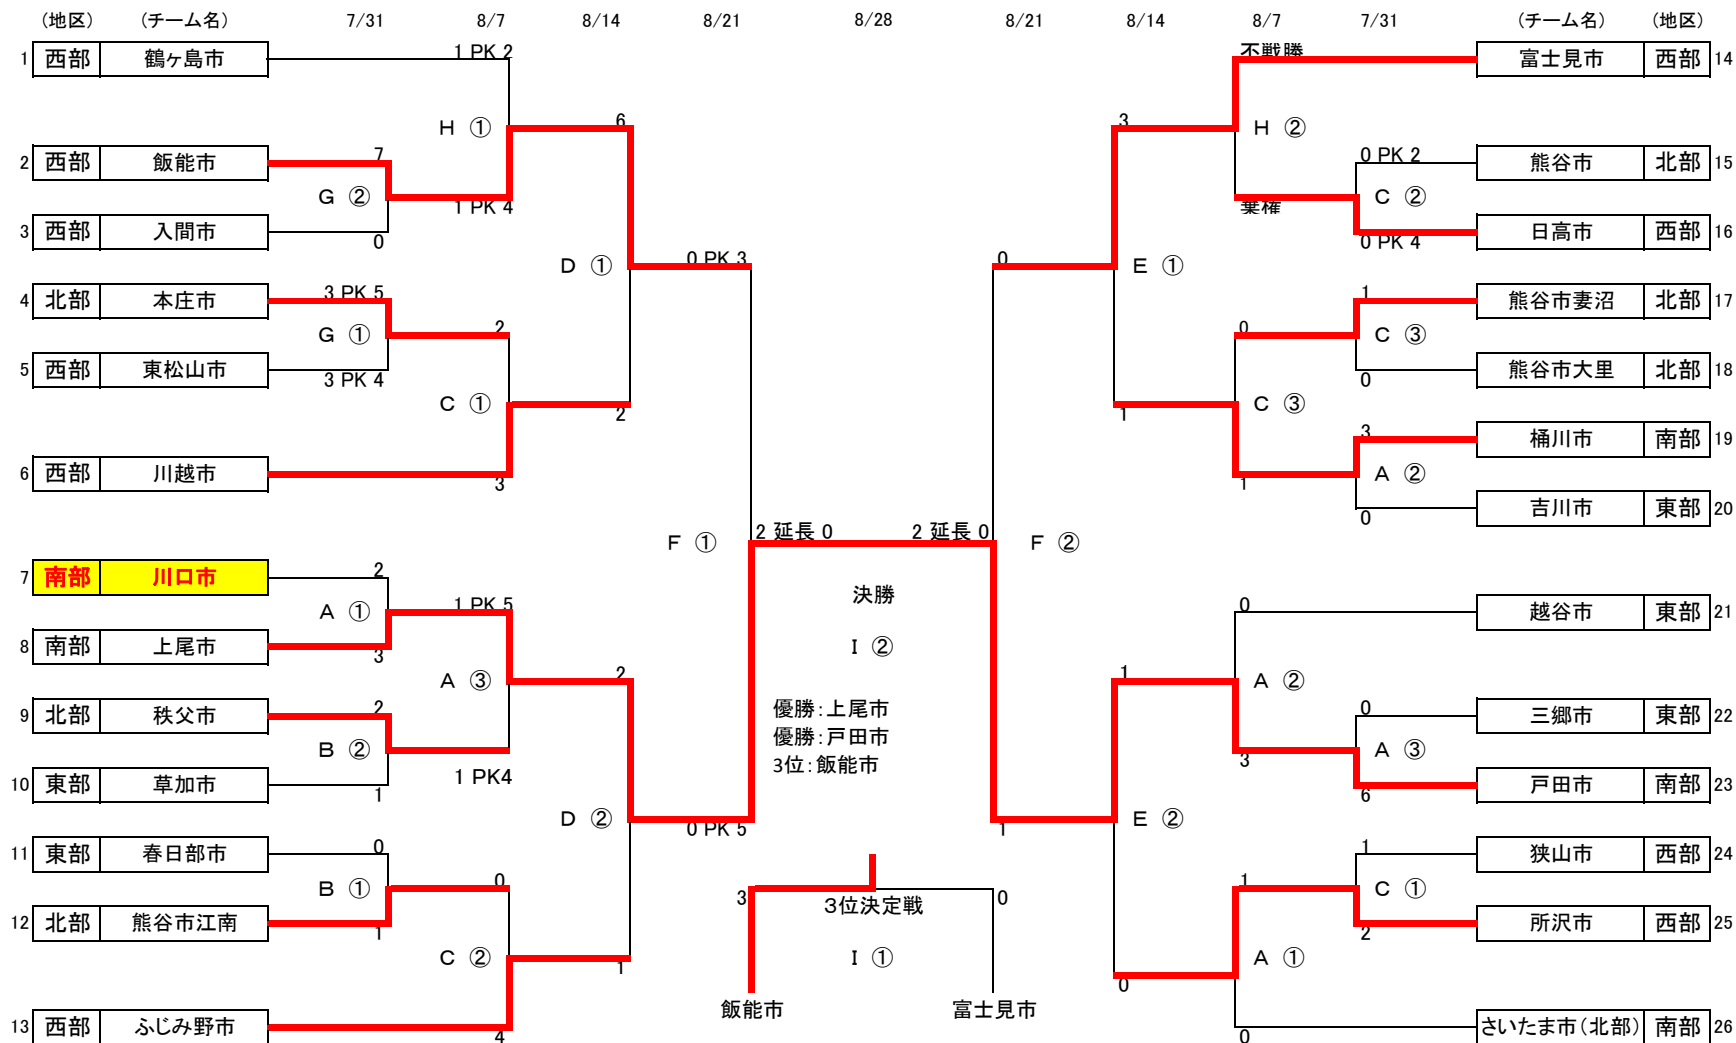 (地区) (チーム名) 7/31 8/7 8/14 8/21 8/28 8/21 8/14 8/7 7/31 (チーム名) (地区)
1 西部 鶴ヶ島市 1 PK 2 不戦勝 富士見市 西部 14
H ① 6 3 H ②
2 西部 飯能市 7 0 PK 2 熊谷市 北部 15
G ② 1 PK 4 棄権 C ②
3 西部 入間市 0 0 PK 4 日高市 西部 16
D ① 0 PK 3 0 E ①
4 北部 本庄市 3 PK 5 1 熊谷市妻沼 北部 17
G ① 2 0 C ③
5 西部 東松山市 3 PK 4 0 熊谷市大里 北部 18
C ① 2 1 C ③
3 桶川市 南部 19
6 西部 川越市 3 1 A ②
0 吉川市 東部 20
F ① 2 延長 0 2 延長 0 F ②
7 南部 川口市 2
決勝
A ① 1 PK 5 0 越谷市 東部 21
8 南部 上尾市 3 I ②
A ③ 2 1 A ②
9 北部 秩父市 2 優勝:上尾市 0 三郷市 東部 22
優勝:戸田市
B ② 1 PK4 3位:飯能市 3 A ③
10 東部 草加市 1 6 戸田市 南部 23
D ② 0 PK 5 1 E ②
11 東部 春日部市 0 1 狭山市 西部 24
B ① 0 3 0 1 C ①
3位決定戦
12 北部 熊谷市江南 1 2 所沢市 西部 25
C ② 1 I ① 0 A ①
飯能市 富士見市
13 西部 ふじみ野市 4 0 さいたま市(北部) 南部 26